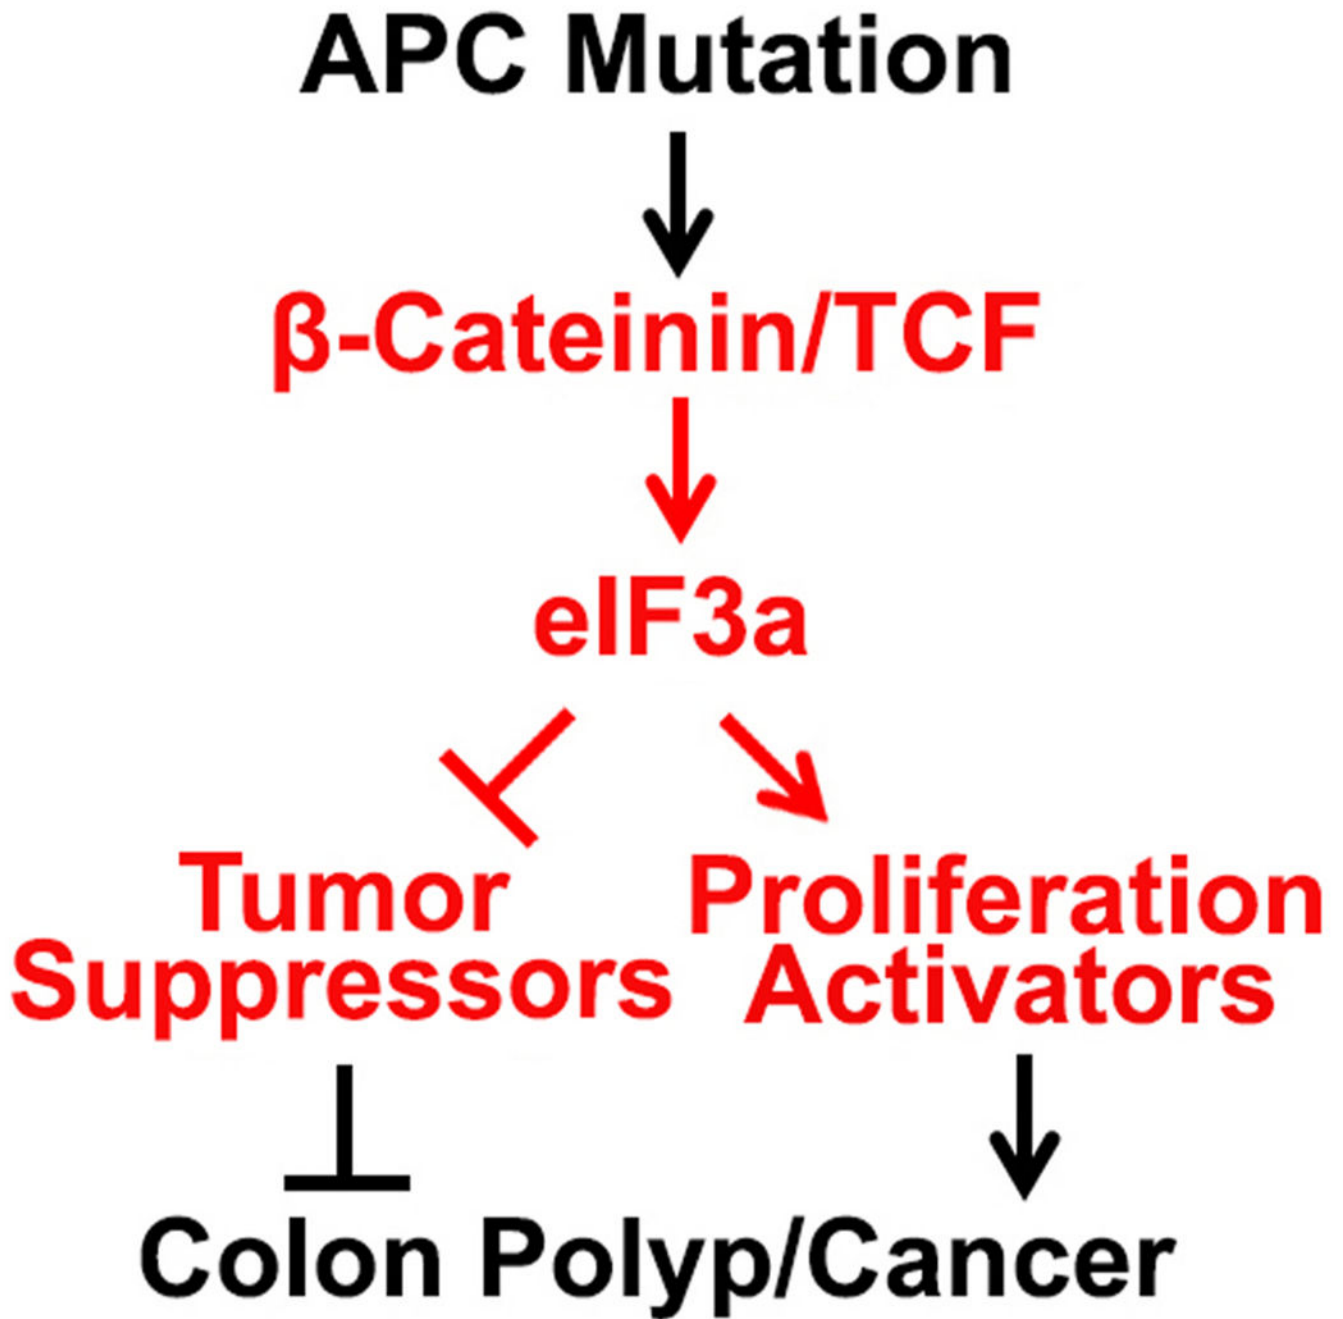 APC Mutation
β-Cateinin/TCF
eIF3a
Tumor
Suppressors
Proliferation
Activators
Colon Polyp/Cancer